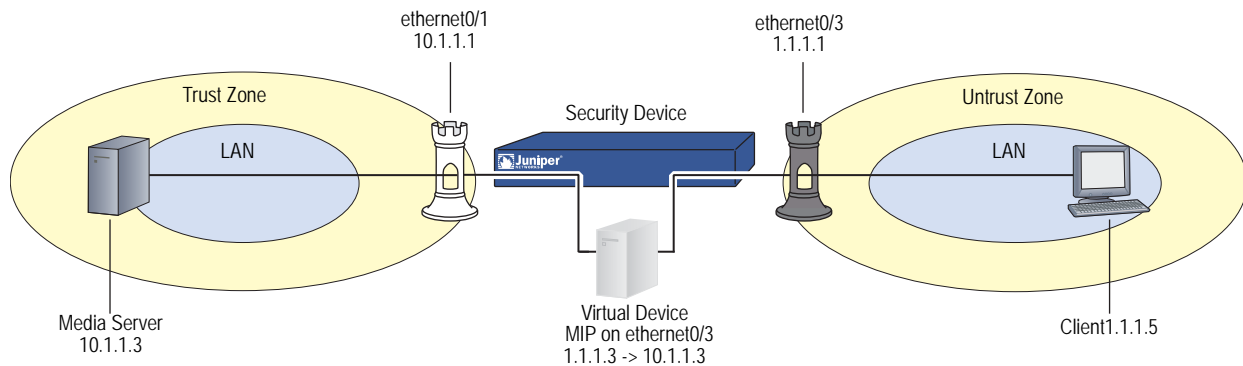 ethernet0/1
10.1.1.1
ethernet0/3
1.1.1.1
Trust Zone
Security Device
Untrust Zone
LAN
Juniper
NETWORKS
LAN
Media Server
10.1.1.3
Virtual Device
MIP on ethernet0/3
1.1.1.3 -> 10.1.1.3
Client1.1.1.5